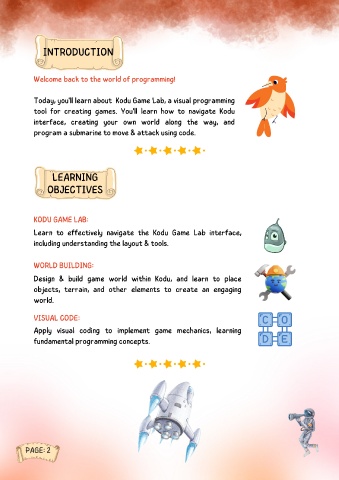 INTRODUCTION
Welcome back to the world of programming!
Today, you'll learn about Kodu Game Lab, a visual programming
tool for creating games. You'll learn how to navigate Kodu
interface, creating your own world along the way, and
program a submarine to move & attack using code.
LEARNING
OBJECTIVES
KODU GAME LAB:
Learn to effectively navigate the Kodu Game Lab interface,
including understanding the layout & tools.
WORLD BUILDING:
Design & build game world within Kodu, and learn to place
objects, terrain, and other elements to create an engaging
world.
VISUAL CODE:
Apply visual coding to implement game mechanics, learning
fundamental programming concepts.
C O
D E
PAGE: 2